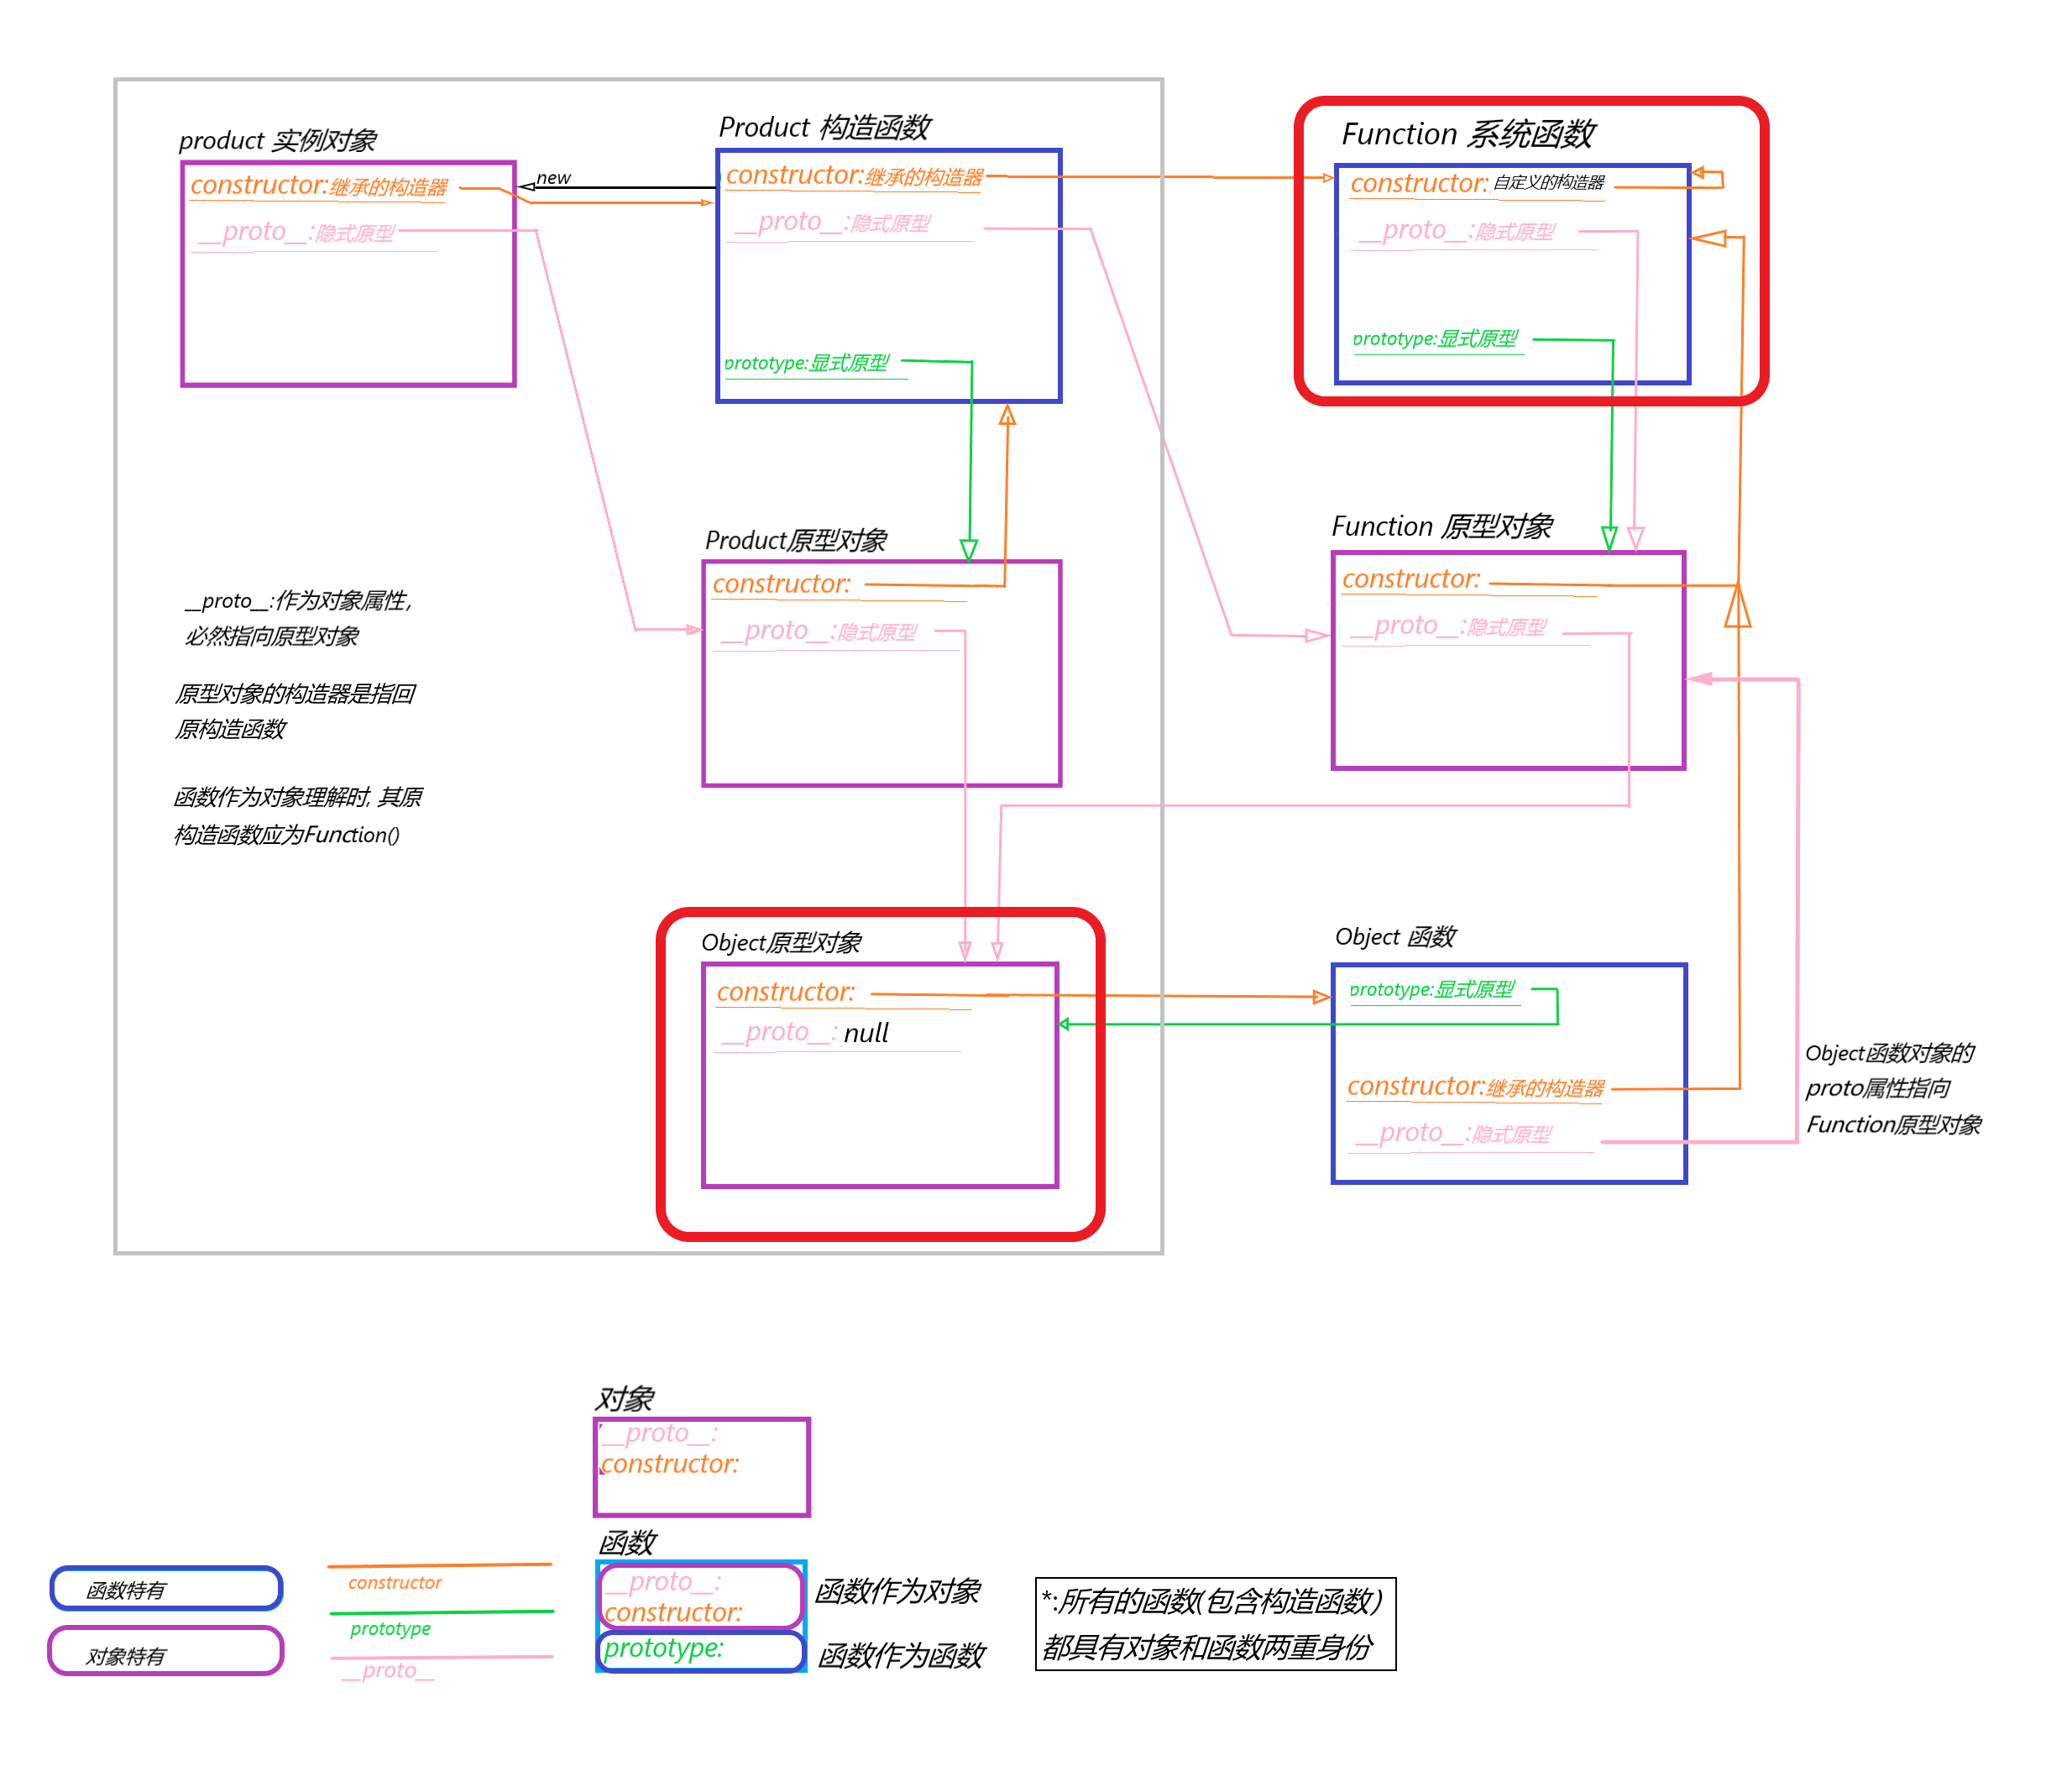 product 实例对象
constructor:继承的构造器
__proto__:隐式原型
new
Product 构造函数
constructor:继承的构造器
__proto__:隐式原型
prototype:显式原型
Function 系统函数
constructor:自定义的构造器
__proto__:隐式原型
prototype:显式原型
__proto__:作为对象属性,
必然指向原型对象
原型对象的构造器是指回
原构造函数
函数作为对象理解时, 其原
构造函数应为Function()
Product原型对象
constructor:
__proto__:隐式原型
Function 原型对象
constructor:
__proto__:隐式原型
Object原型对象
constructor:
__proto__: null
Object 函数
prototype:显式原型
constructor:继承的构造器
__proto__:隐式原型
Object函数对象的
proto属性指向
Function原型对象
对象
__proto__:
constructor:
函数
__proto__:
constructor:
prototype:
函数作为对象
函数作为函数
函数特有
对象特有
constructor
prototype
__proto__
*:所有的函数(包含构造函数)
都具有对象和函数两重身份